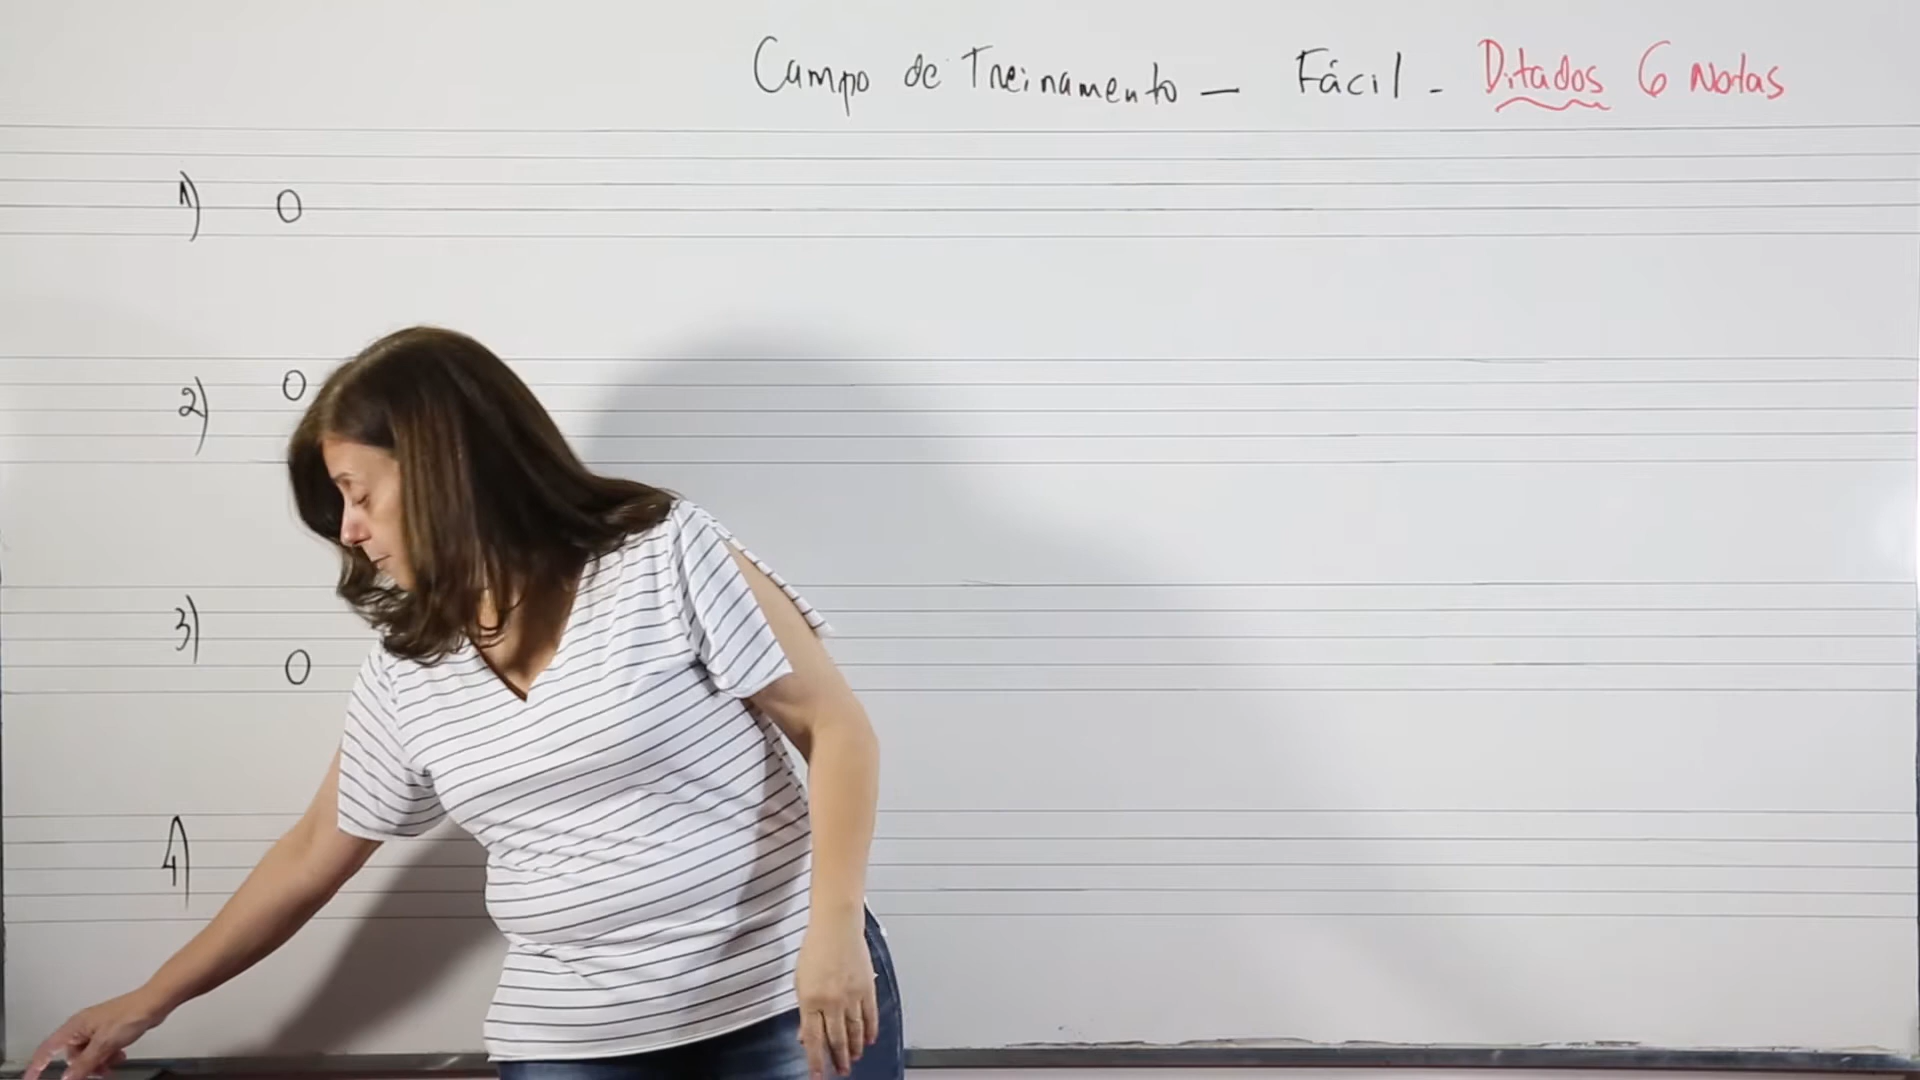 Campo de Treinamento - Fácil - Ditados 6 Notas
1)
2)
3)
4)